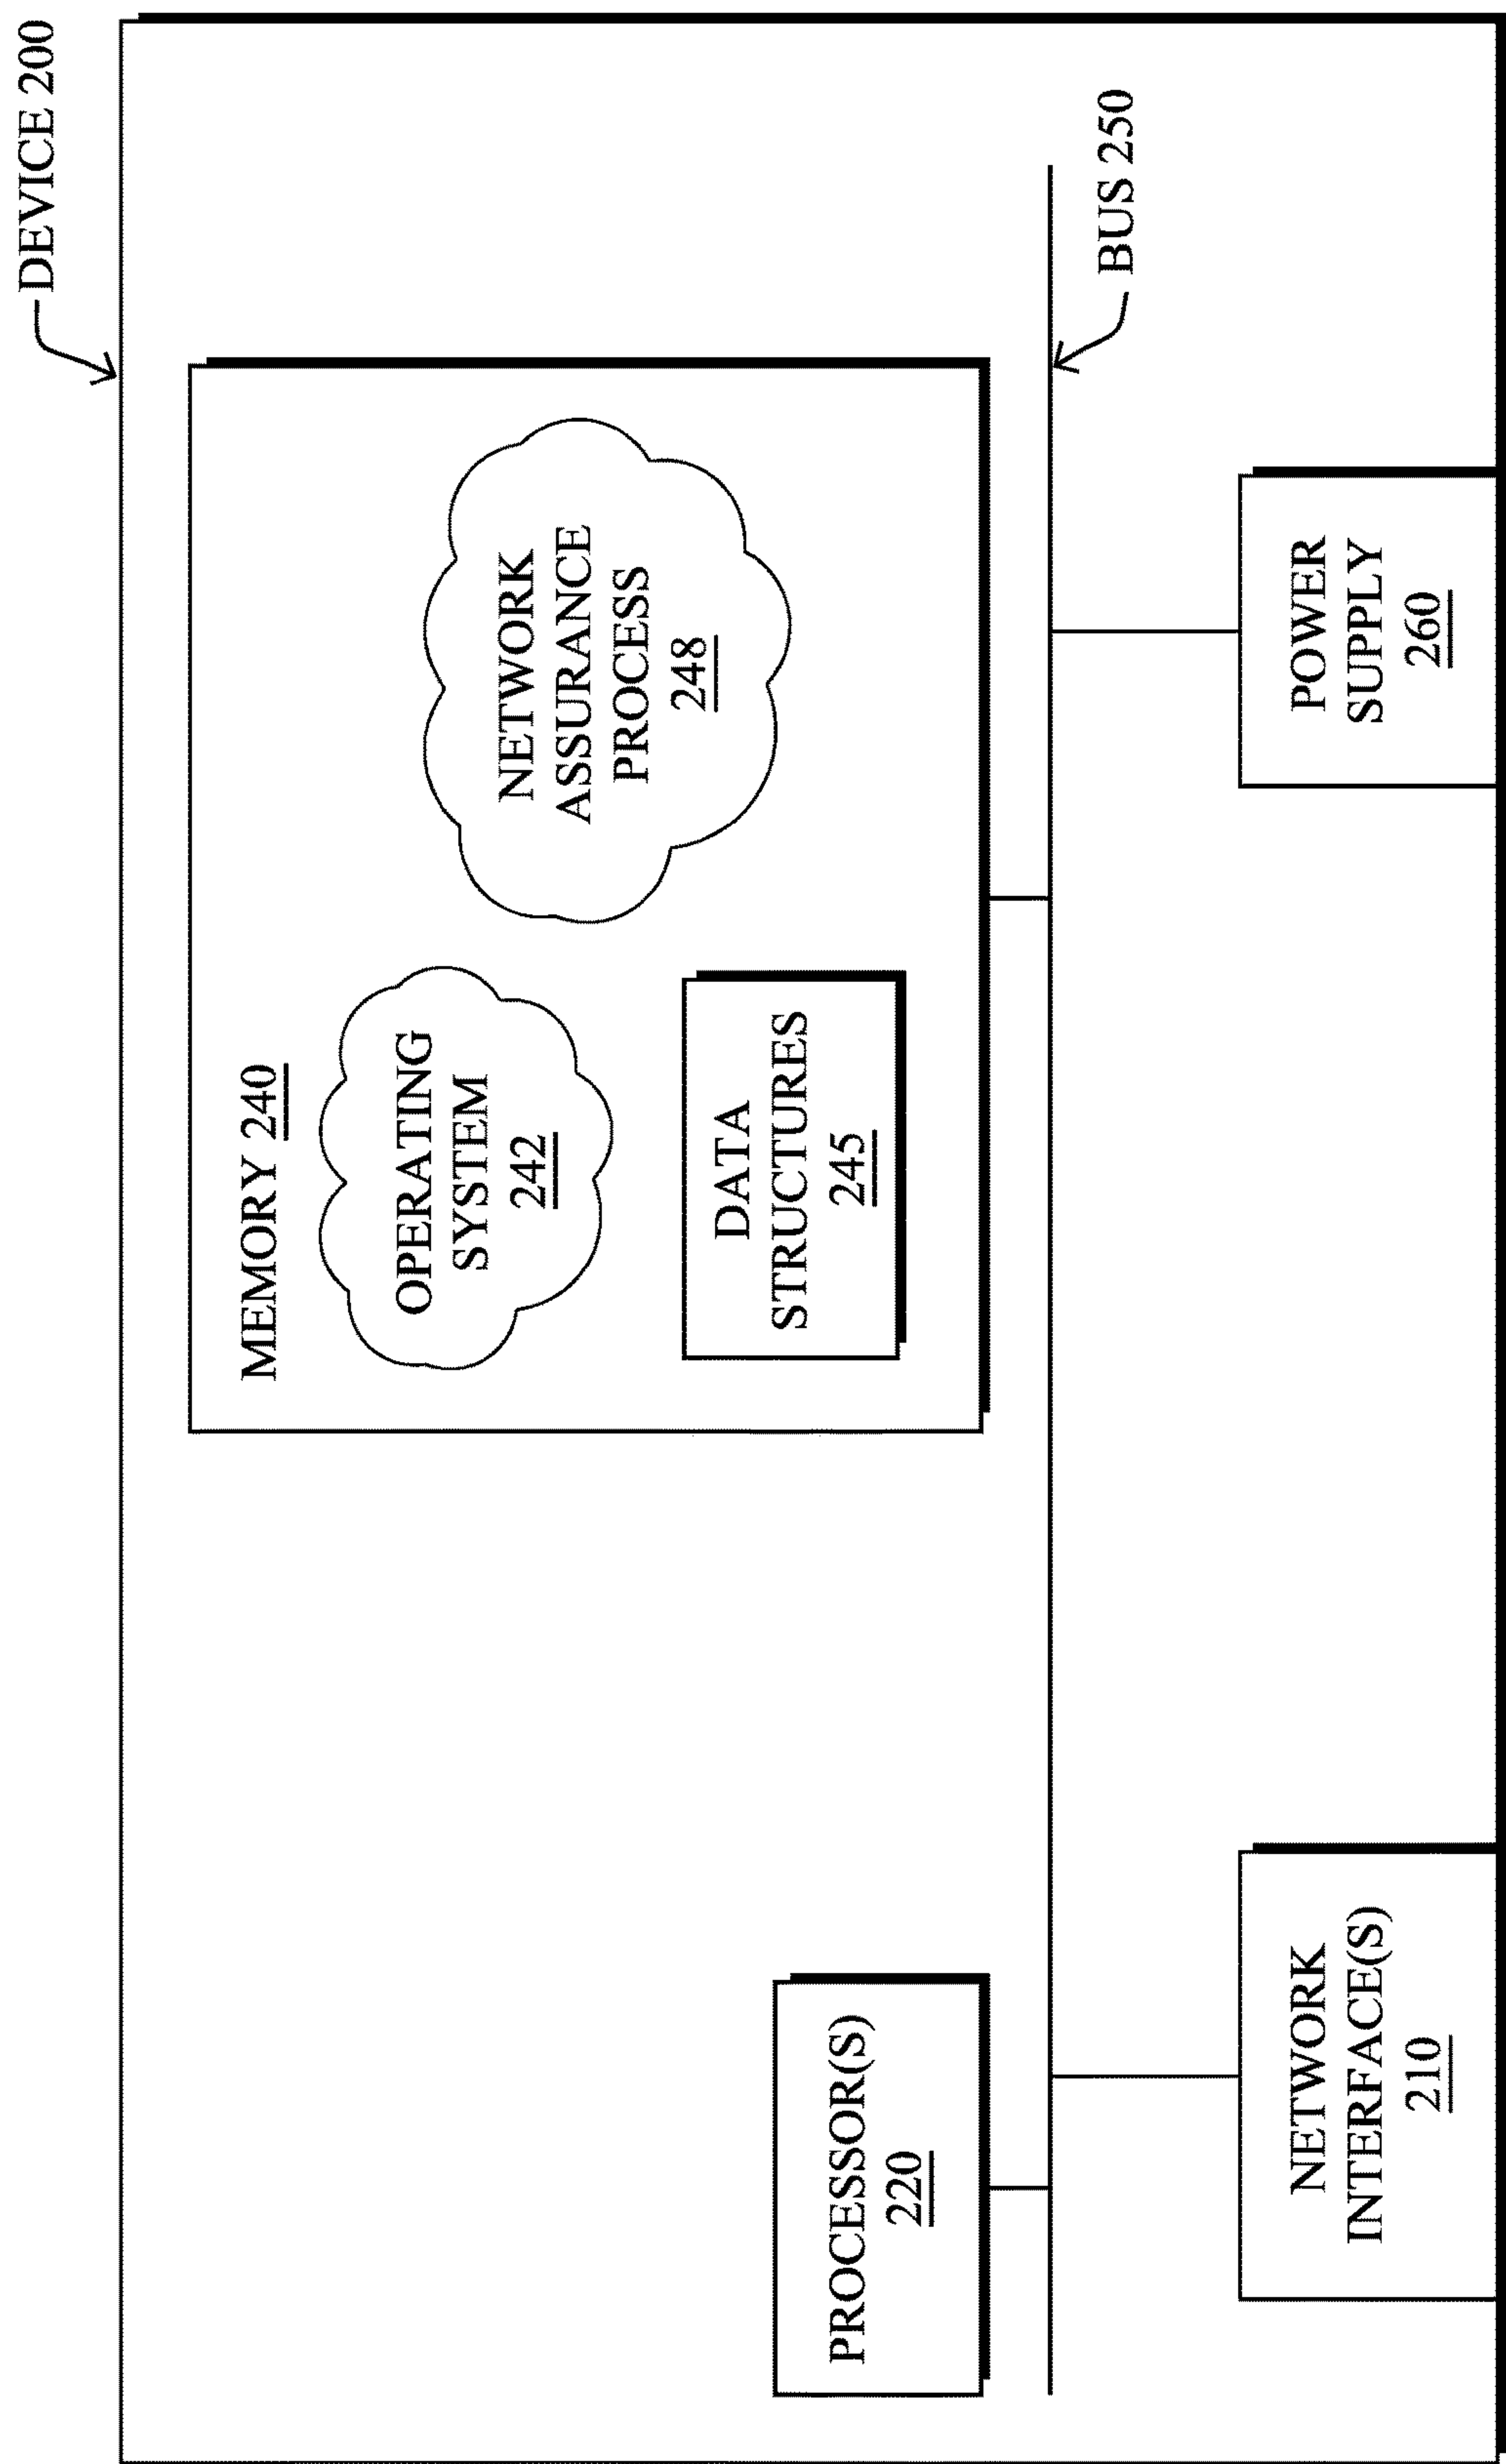 DEVICE 200
MEMORY 240
OPERATING
SYSTEM
242
DATA
STRUCTURES
245
NETWORK
ASSURANCE
PROCESS
248
PROCESSOR(S)
220
BUS 250
NETWORK
INTERFACE(S)
210
POWER
SUPPLY
260